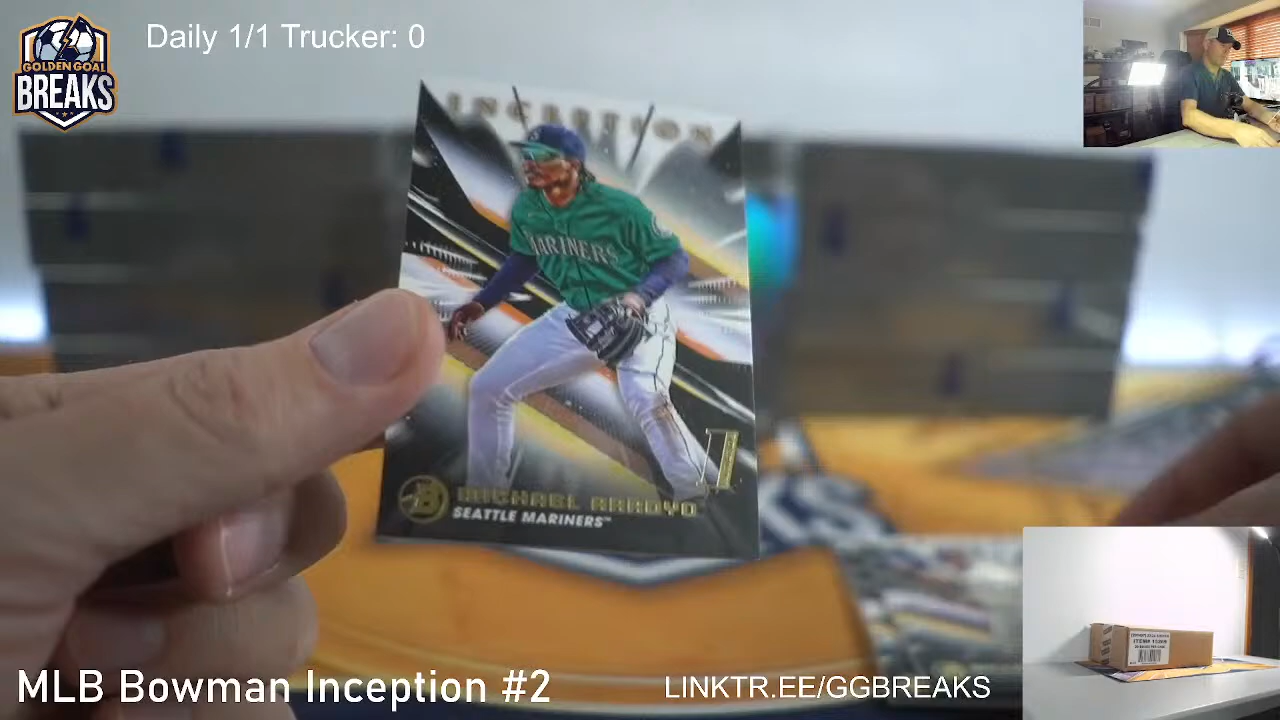 Daily 1/1 Trucker: 0
GOLDEN GOAL
BREAKS
INCEPTION
MARINERS
MICHAEL ARROYO
SEATTLE MARINERS™
MLB Bowman Inception #2
LINKTR.EE/GGBREAKS